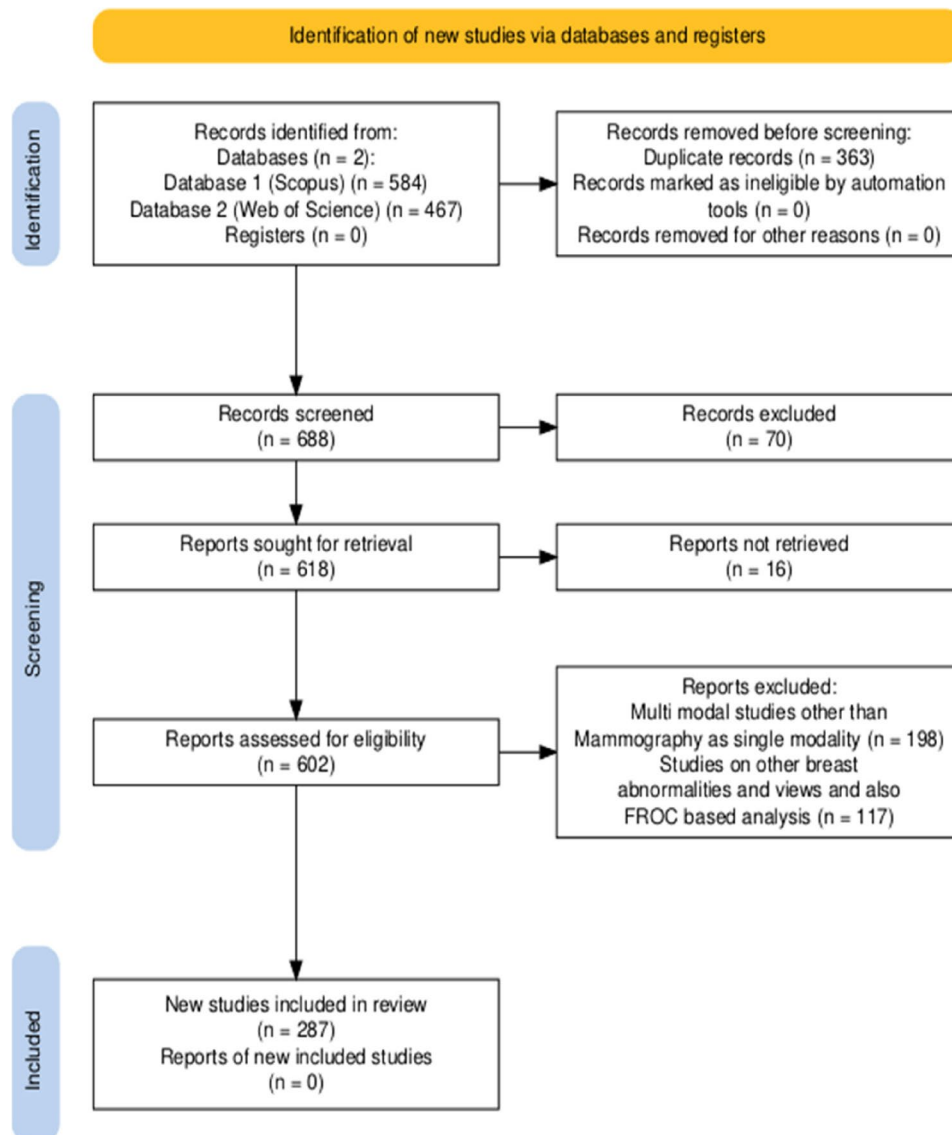 Identification of new studies via databases and registers
Identification
Records identified from:
Databases (n = 2):
Database 1 (Scopus) (n = 584)
Database 2 (Web of Science) (n = 467)
Registers (n = 0)
Records removed before screening:
Duplicate records (n = 363)
Records marked as ineligible by automation
tools (n = 0)
Records removed for other reasons (n = 0)
Screening
Records screened
(n = 688)
Records excluded
(n = 70)
Reports sought for retrieval
(n = 618)
Reports not retrieved
(n = 16)
Reports assessed for eligibility
(n = 602)
Reports excluded:
Multi modal studies other than
Mammography as single modality (n = 198)
Studies on other breast
abnormalities and views and also
FROC based analysis (n = 117)
Included
New studies included in review
(n = 287)
Reports of new included studies
(n = 0)